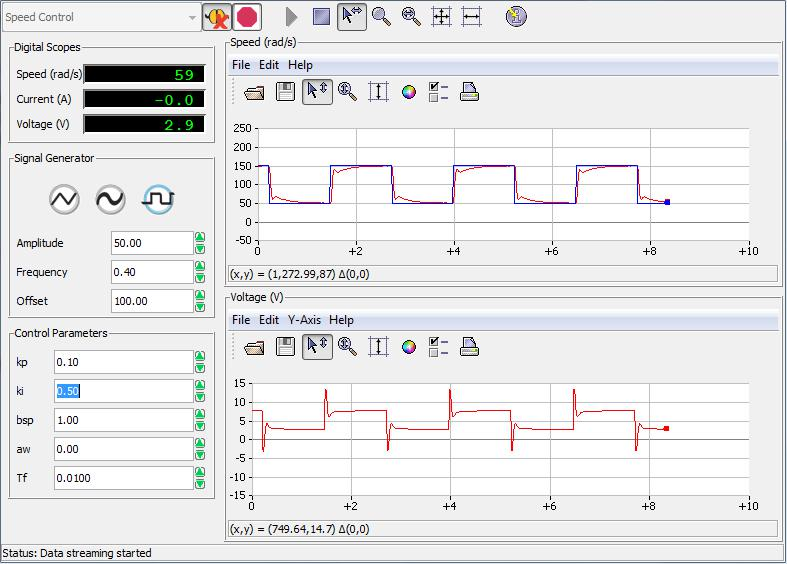 Speed Control
Digital Scopes
Speed (rad/s) 59
Current (A) -0.0
Voltage (V) 2.9
Signal Generator
Amplitude 50.00
Frequency 0.40
Offset 100.00
Control Parameters
kp 0.10
ki 0.50
bsp 1.00
aw 0.00
Tf 0.0100
Speed (rad/s)
File Edit Help
250
200
150
100
50
0
-50
0 +2 +4 +6 +8 +10
(x,y) = (1,272.99,87) Δ(0,0)
Voltage (V)
File Edit Y-Axis Help
15
10
5
0
-5
-10
-15
0 +2 +4 +6 +8 +10
(x,y) = (749.64,14.7) Δ(0,0)
Status: Data streaming started